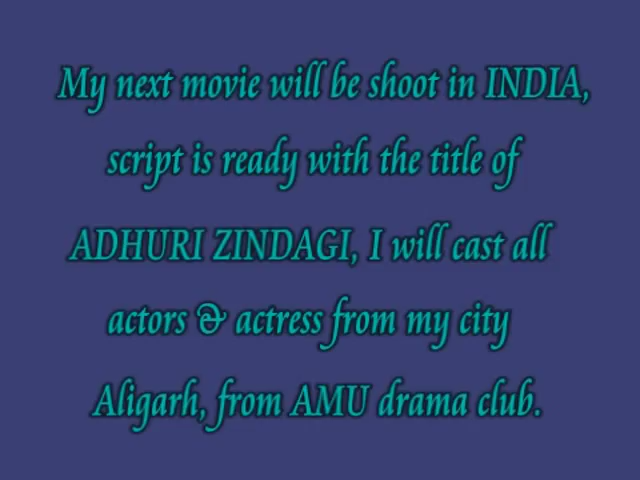 My next movie will be shoot in INDIA,
script is ready with the title of
ADHURI ZINDAGI, I will cast all
actors & actress from my city
Aligarh, from AMU drama club.